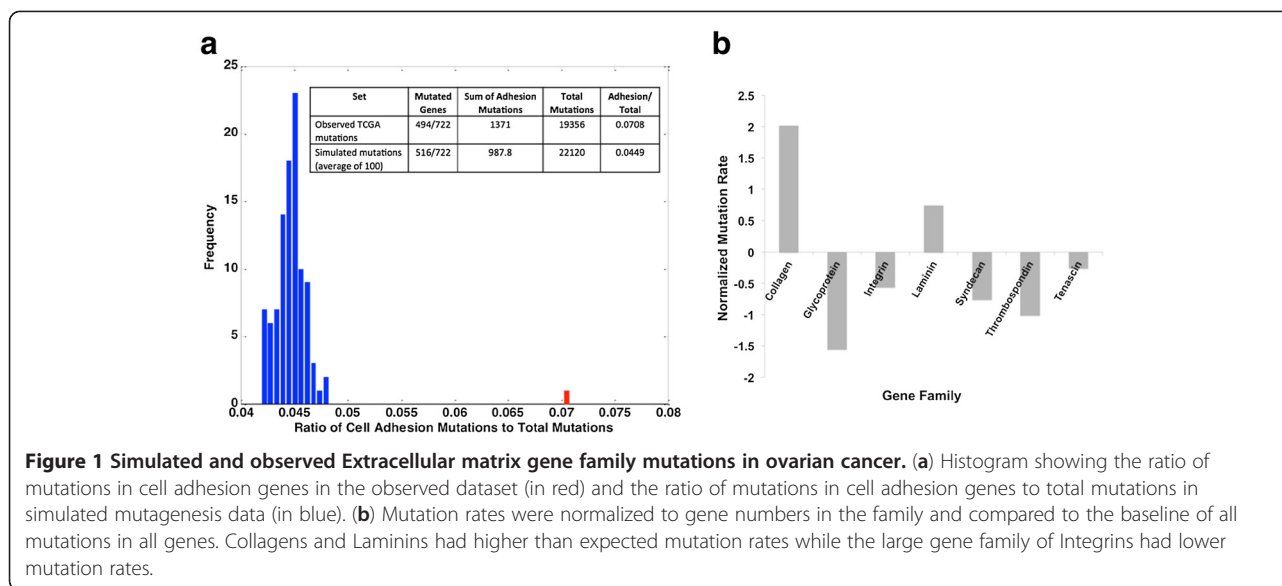 a
25
20
15
10
5
0
Frequency
0.04 0.045 0.05 0.055 0.06 0.065 0.07 0.075 0.08
Ratio of Cell Adhesion Mutations to Total Mutations
Set Mutated Genes Sum of Adhesion Mutations Total Mutations Adhesion/Total
Observed TCGA mutations 494/722 1371 19356 0.0708
Simulated mutations (average of 100) 516/722 987.8 22120 0.0449
b
2.5
2
1.5
1
0.5
0
-0.5
-1
-1.5
-2
Normalized Mutation Rate
Collagen
Glycoprotein
Integrin
Laminin
Syndecan
Thrombospondin
Tenascin
Gene Family
Figure 1 Simulated and observed Extracellular matrix gene family mutations in ovarian cancer. (a) Histogram showing the ratio of
mutations in cell adhesion genes in the observed dataset (in red) and the ratio of mutations in cell adhesion genes to total mutations in
simulated mutagenesis data (in blue). (b) Mutation rates were normalized to gene numbers in the family and compared to the baseline of all
mutations in all genes. Collagens and Laminins had higher than expected mutation rates while the large gene family of Integrins had lower
mutation rates.